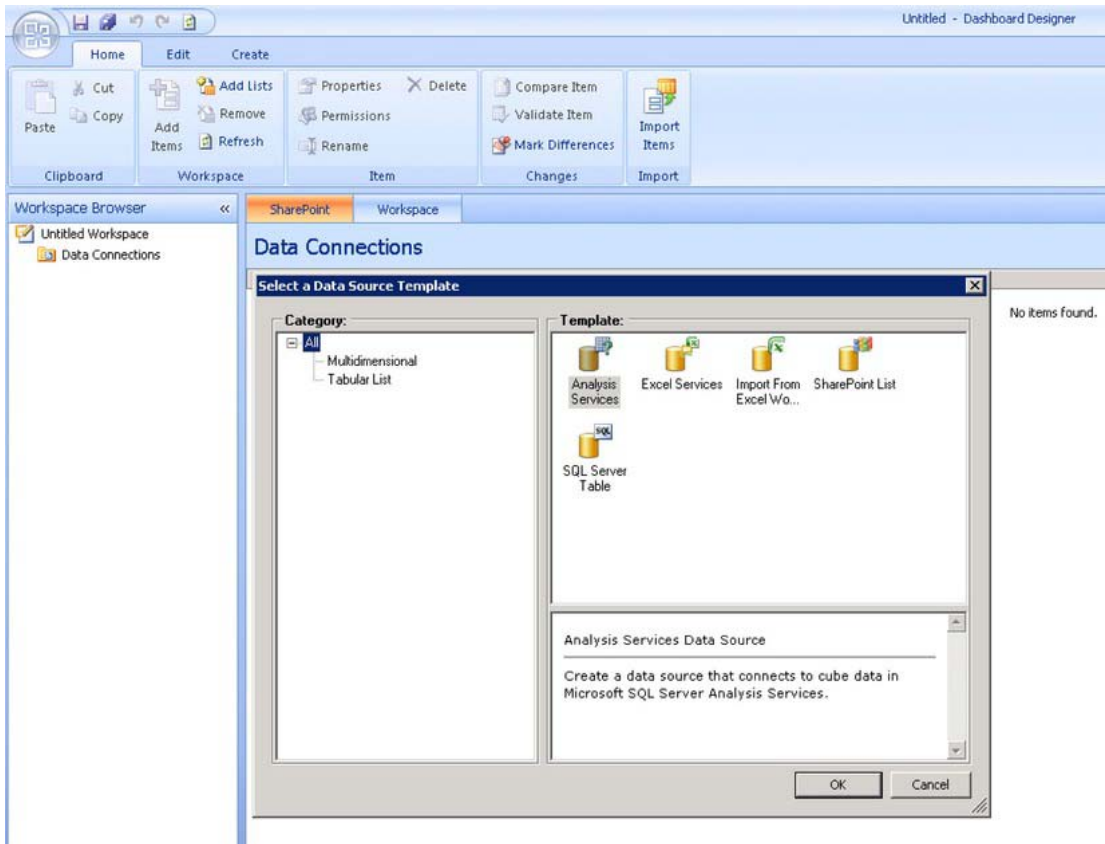 Untitled - Dashboard Designer
Home Edit Create
Paste
Cut
Copy
Clipboard
Add Items
Add Lists
Remove
Refresh
Workspace
Properties
Permissions
Rename
Delete
Item
Compare Item
Validate Item
Mark Differences
Changes
Import Items
Import
Workspace Browser «
Untitled Workspace
Data Connections
SharePoint Workspace
Data Connections
No items found.
Select a Data Source Template
Category:
All
Multidimensional
Tabular List
Template:
Analysis
Services
Excel Services
Import From
Excel Wo...
SharePoint List
SQL
SQL Server
Table
Analysis Services Data Source
Create a data source that connects to cube data in
Microsoft SQL Server Analysis Services.
OK Cancel